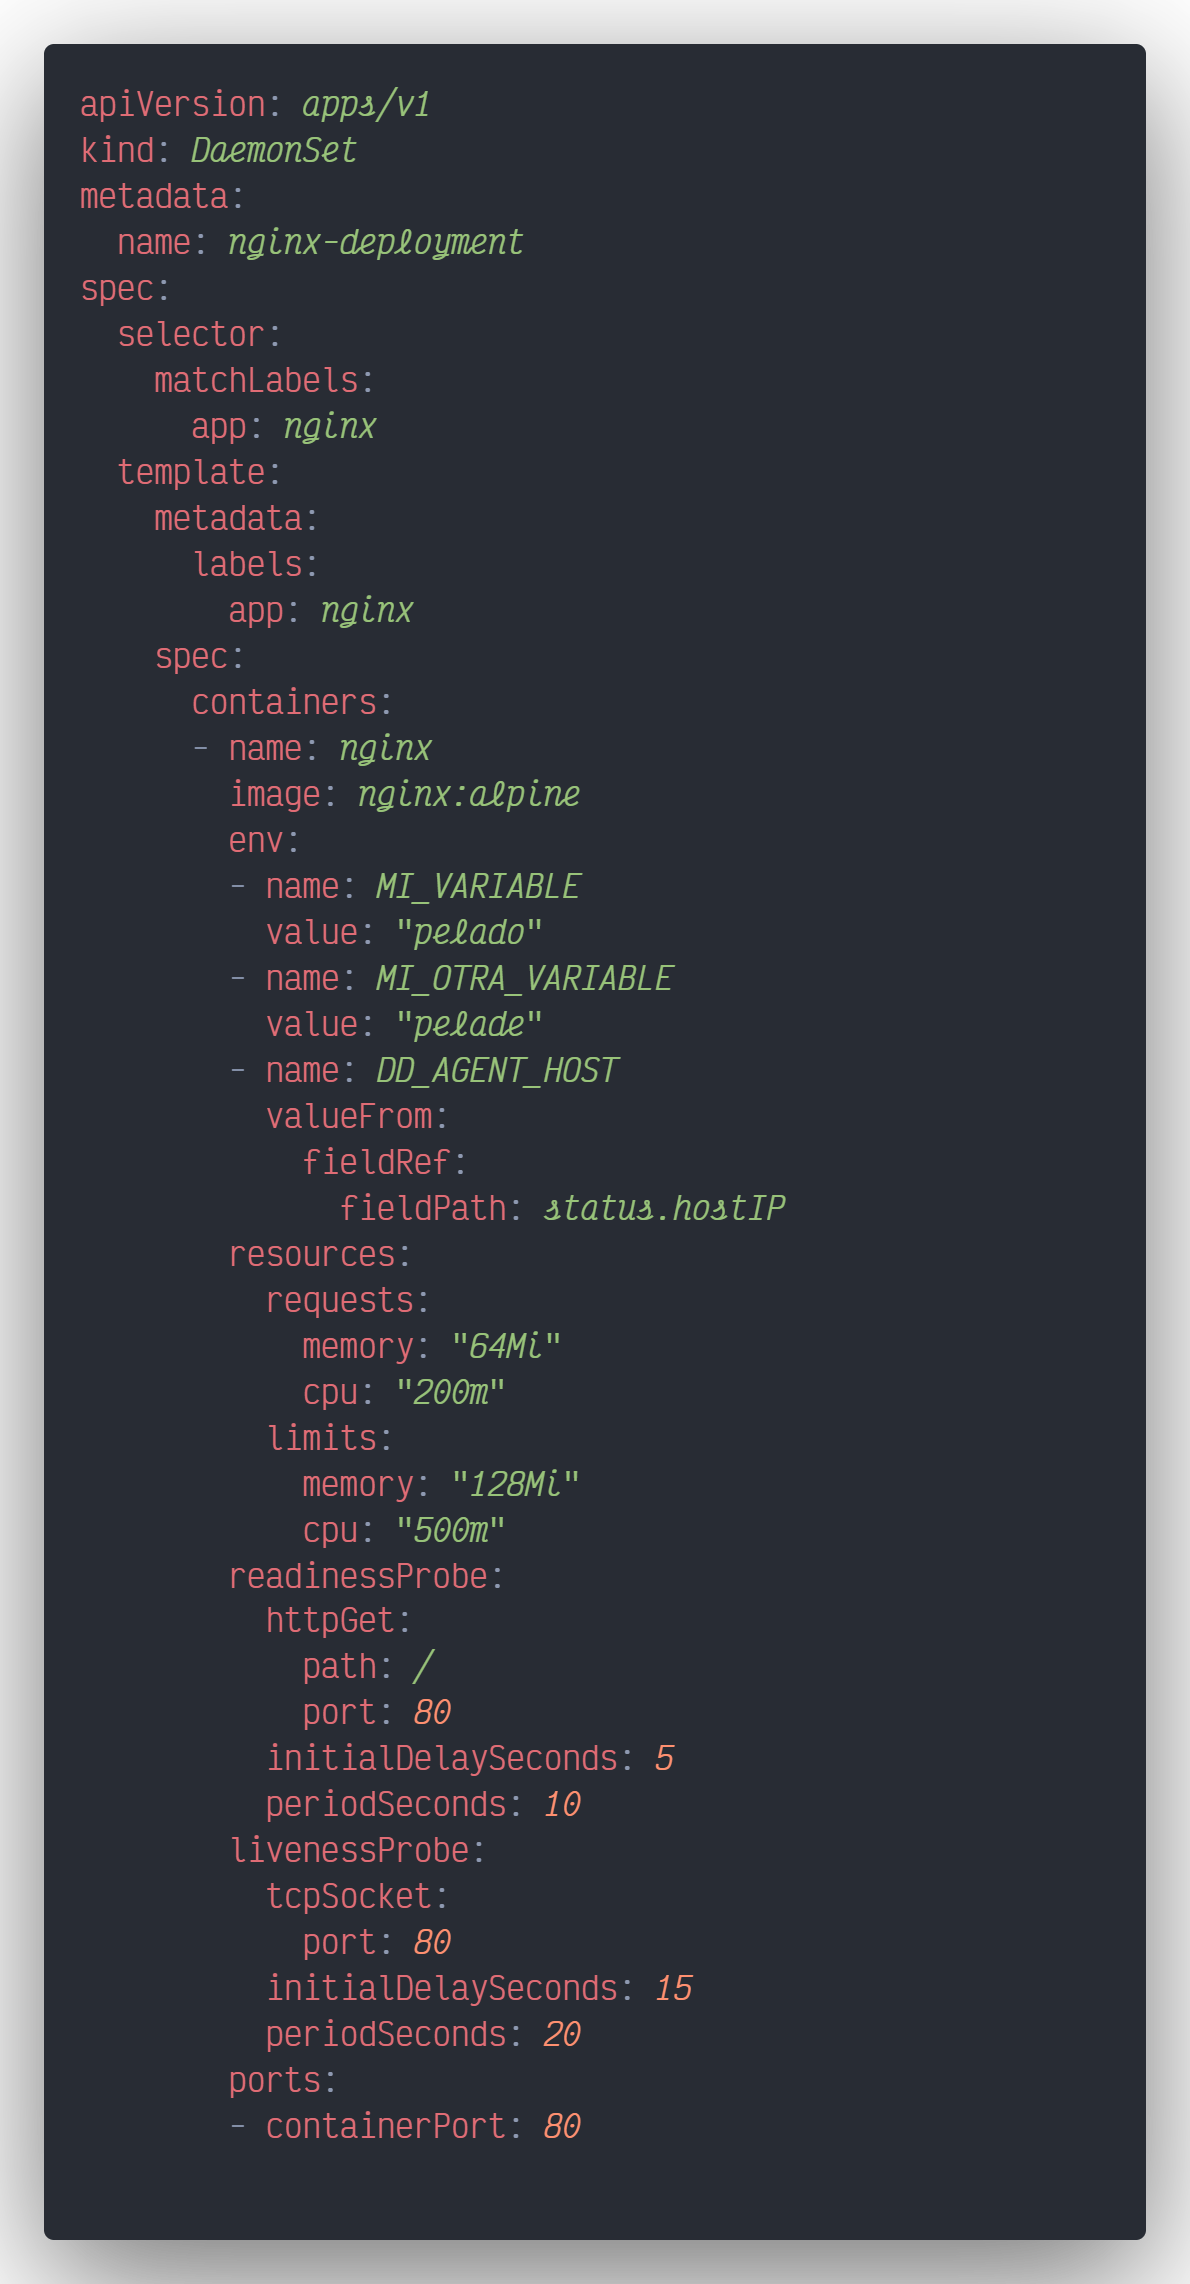 apiVersion: apps/v1
kind: DaemonSet
metadata:
  name: nginx-deployment
spec:
  selector:
    matchLabels:
      app: nginx
  template:
    metadata:
      labels:
        app: nginx
    spec:
      containers:
      - name: nginx
        image: nginx:alpine
        env:
        - name: MI_VARIABLE
          value: "pelado"
        - name: MI_OTRA_VARIABLE
          value: "pelade"
        - name: DD_AGENT_HOST
          valueFrom:
            fieldRef:
              fieldPath: status.hostIP
        resources:
          requests:
            memory: "64Mi"
            cpu: "200m"
          limits:
            memory: "128Mi"
            cpu: "500m"
        readinessProbe:
          httpGet:
            path: /
            port: 80
          initialDelaySeconds: 5
          periodSeconds: 10
        livenessProbe:
          tcpSocket:
            port: 80
          initialDelaySeconds: 15
          periodSeconds: 20
        ports:
        - containerPort: 80